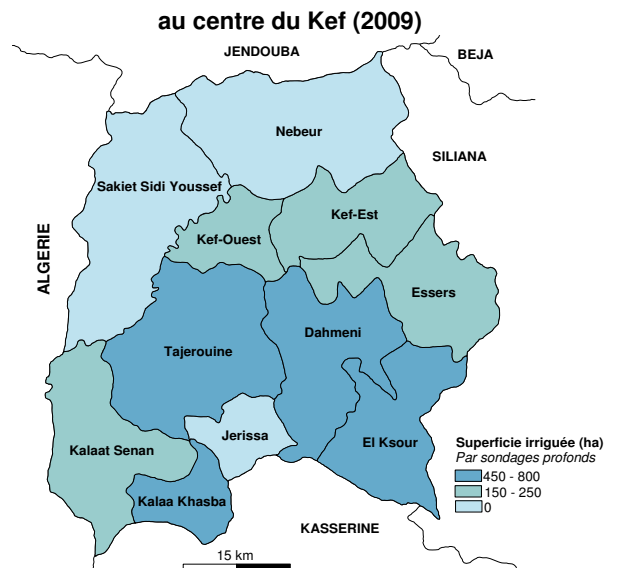 au centre du Kef (2009)
JENDOUBA
BEJA
Nebeur
SILIANA
Sakiet Sidi Youssef
Kef-Est
Kef-Ouest
ALGERIE
Essers
Dahmeni
Tajerouine
Jerissa
El Ksour
Kalaat Senan
Superficie irriguée (ha)
Par sondages profonds
450 - 800
150 - 250
0
Kalaa Khasba
KASSERINE
15 km